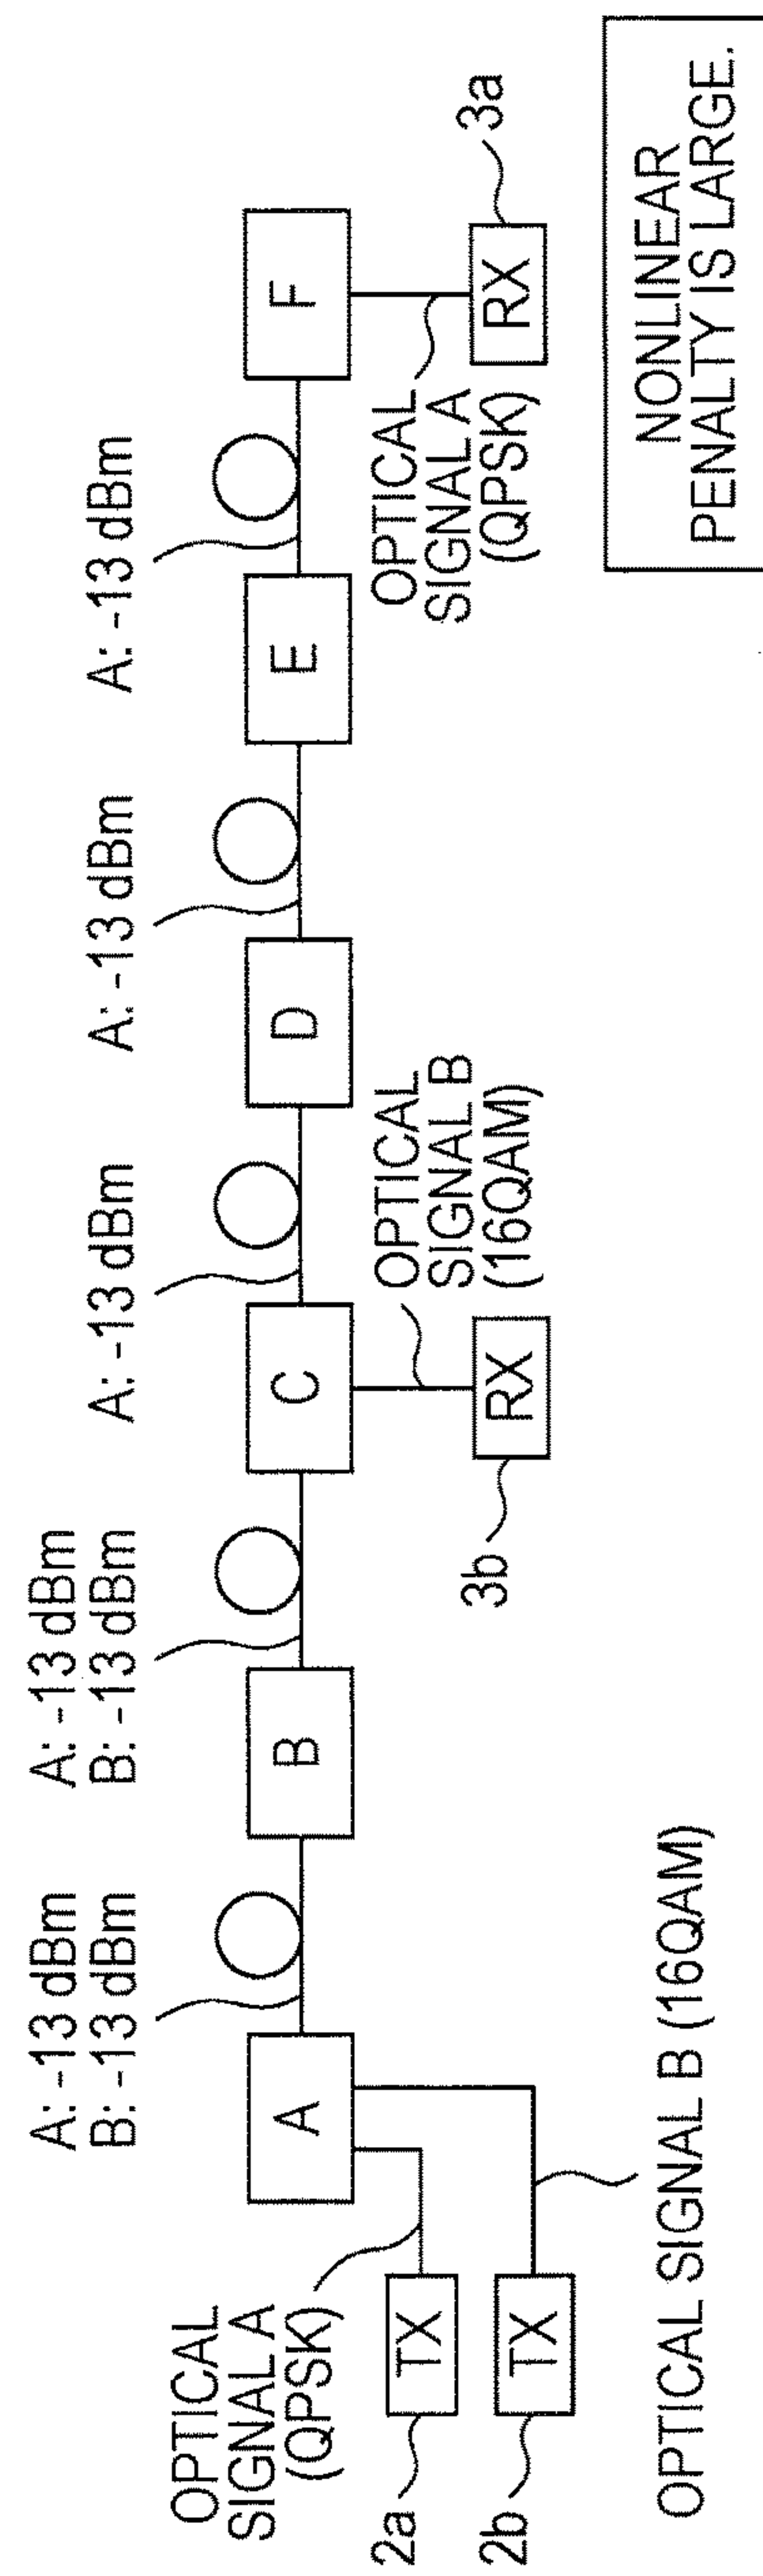 A: -13 dBm
B: -13 dBm
A: -13 dBm
B: -13 dBm
A: -13 dBm
A: -13 dBm
A: -13 dBm
A
B
C
D
E
F
OPTICAL
SIGNAL A
(QPSK)
2a
TX
2b
TX
OPTICAL SIGNAL B (16QAM)
3b
RX
OPTICAL
SIGNAL B
(16QAM)
OPTICAL
SIGNAL A
(QPSK)
RX
3a
NONLINEAR
PENALTY IS LARGE.